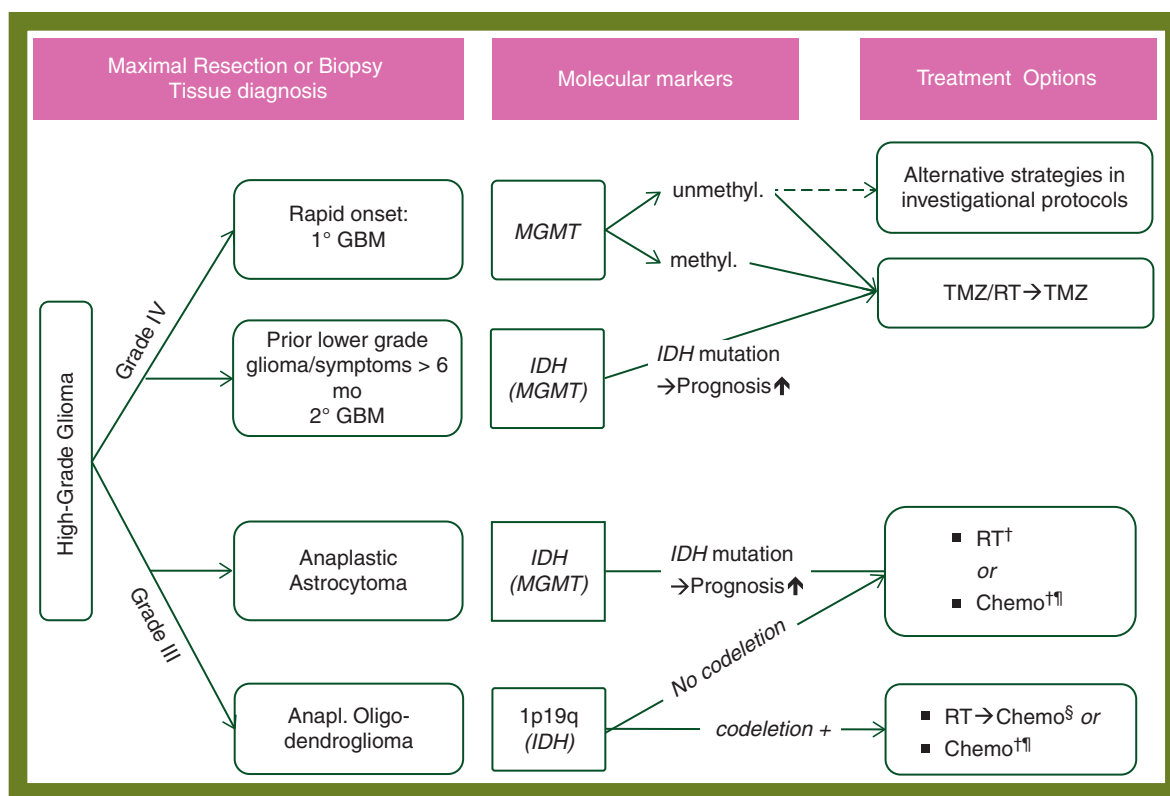 Maximal Resection or Biopsy
Tissue diagnosis
Molecular markers
Treatment Options
High-Grade Glioma
Grade IV
Grade III
Rapid onset:
1° GBM
MGMT
unmethyl.
methyl.
Alternative strategies in
investigational protocols
TMZ/RT→TMZ
Prior lower grade
glioma/symptoms > 6
mo
2° GBM
IDH
(MGMT)
IDH mutation
→Prognosis↑
Anaplastic
Astrocytoma
IDH
(MGMT)
IDH mutation
→Prognosis↑
▪ RT†
or
▪ Chemo†¶
No codeletion
Anapl. Oligo-
dendroglioma
1p19q
(IDH)
codeletion +
▪ RT→Chemo§ or
▪ Chemo†¶